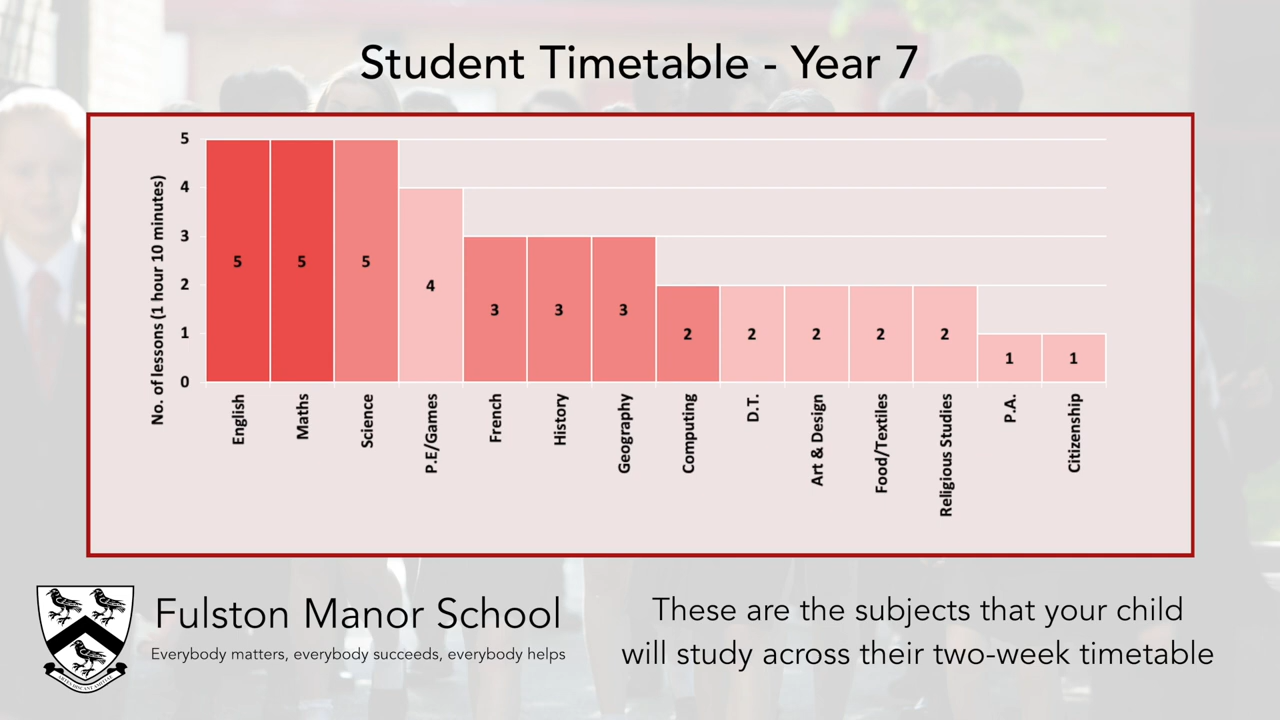 Student Timetable - Year 7
No. of lessons (1 hour 10 minutes)
5
4
3
2
1
0
5
5
5
4
3
3
3
2
2
2
2
2
1
1
English
Maths
Science
P.E/Games
French
History
Geography
Computing
D.T.
Art & Design
Food/Textiles
Religious Studies
P.A.
Citizenship
Fulston Manor School
Everybody matters, everybody succeeds, everybody helps
These are the subjects that your child
will study across their two-week timetable